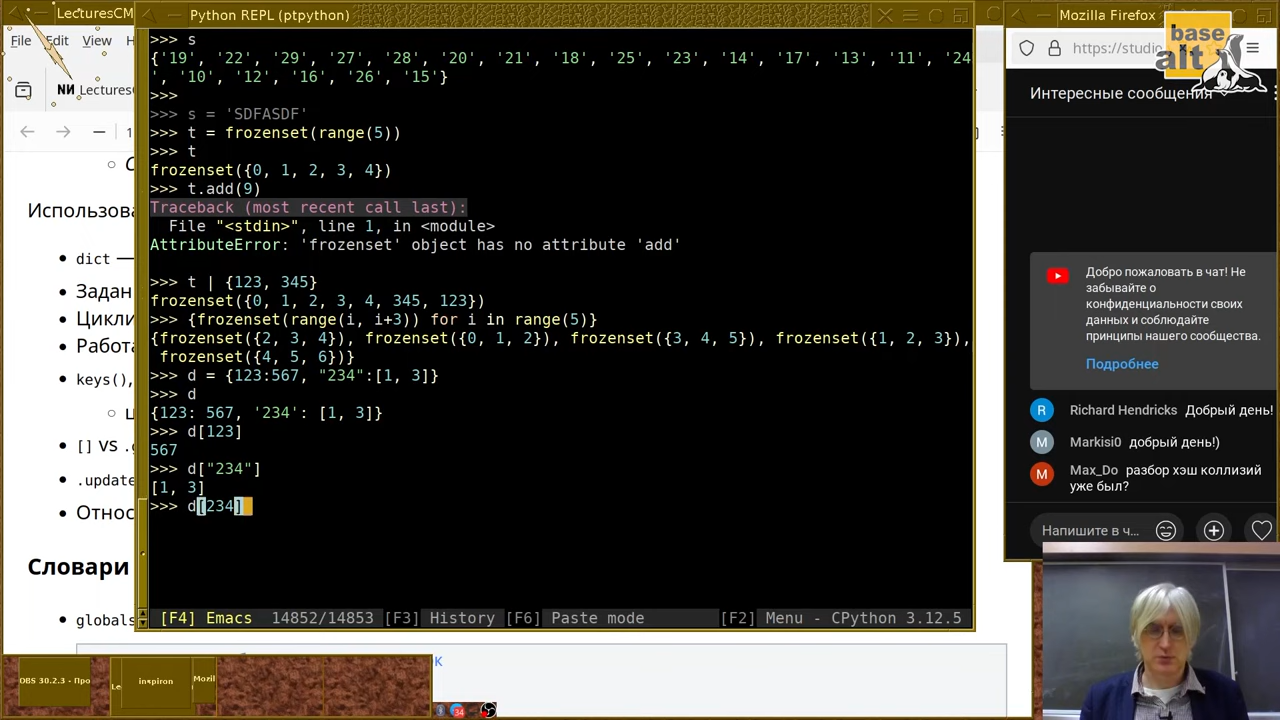 LecturesCM
Python REPL (ptpython)
Mozilla Firefox
File Edit View H
https://studio
base
alt
LecturesC
Интересные сообщения
>>> s
{'19', '22', '29', '27', '28', '20', '21', '18', '25', '23', '14', '17', '13', '11', '24
', '10', '12', '16', '26', '15'}
>>>
>>> s = 'SDFASDF'
>>> t = frozenset(range(5))
>>> t
frozenset({0, 1, 2, 3, 4})
>>> t.add(9)
Traceback (most recent call last):
File "<stdin>", line 1, in <module>
AttributeError: 'frozenset' object has no attribute 'add'
>>> t | {123, 345}
frozenset({0, 1, 2, 3, 4, 345, 123})
>>> {frozenset(range(i, i+3)) for i in range(5)}
{frozenset({2, 3, 4}), frozenset({0, 1, 2}), frozenset({3, 4, 5}), frozenset({1, 2, 3}),
frozenset({4, 5, 6})}
>>> d = {123:567, "234":[1, 3]}
>>> d
{123: 567, '234': [1, 3]}
>>> d[123]
567
>>> d["234"]
[1, 3]
>>> d[234]
[F4] Emacs 14852/14853 [F3] History [F6] Paste mode [F2] Menu - CPython 3.12.5
1
С
Использова
dict —
Задан
Цикли
Работа
keys(),
ц
[] vs .g
.update
Относ
Словари
globals
К
Добро пожаловать в чат! Не
забывайте о
конфиденциальности своих
данных и соблюдайте
принципы нашего сообщества.
Подробнее
R Richard Hendricks Добрый день!
M Markisi0 добрый день!)
M Max_Do разбор хэш коллизий
уже был?
Напишите в ч...
OBS 30.2.3 - Про
Le
inspiron
Mozil
34